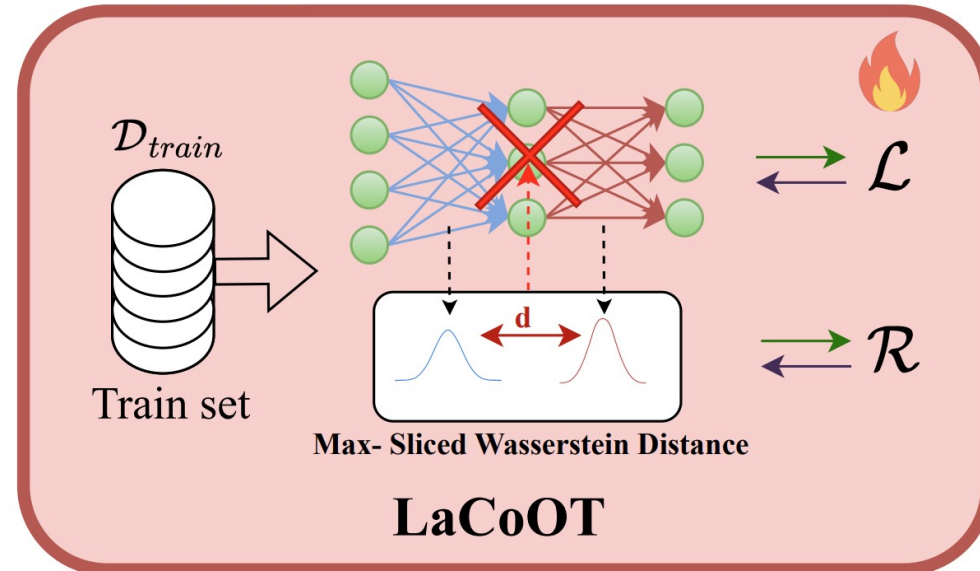 𝒟train
Train set
d
Max- Sliced Wasserstein Distance
ℒ
ℛ
LaCoOT